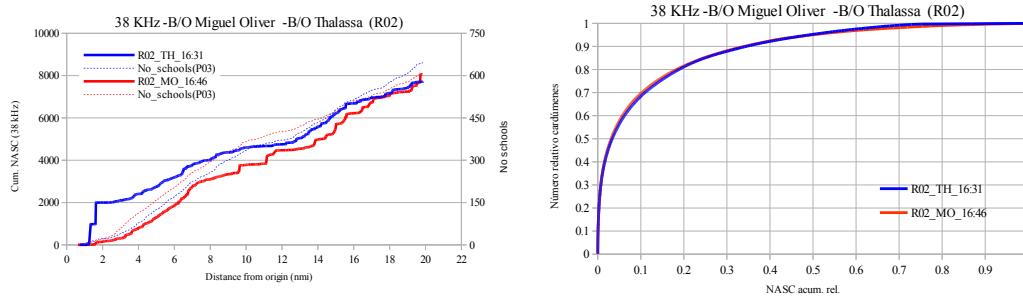 38 KHz -B/O Miguel Oliver -B/O Thalassa (R02)
10000
8000
6000
4000
2000
0
Cum. NASC (38 kHz)
R02_TH_16:31
No_schools(P03)
R02_MO_16:46
No_schools(P03)
750
600
450
300
150
0
No schools
0 2 4 6 8 10 12 14 16 18 20 22
Distance from origin (nmi)
38 KHz -B/O Miguel Oliver -B/O Thalassa (R02)
1
0.9
0.8
0.7
0.6
0.5
0.4
0.3
0.2
0.1
0
Número relativo cardúmenes
R02_TH_16:31
R02_MO_16:46
0 0.1 0.2 0.3 0.4 0.5 0.6 0.7 0.8 0.9
NASC acum. rel.